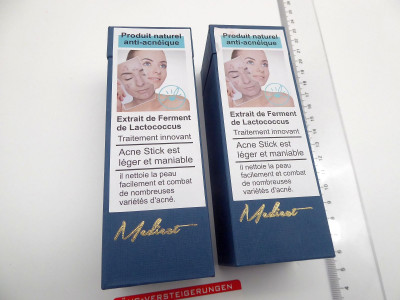 Produit naturel
anti-acnéique
Extrait de Ferment
de Lactococcus
Traitement innovant
Acne Stick est
léger et maniable
il nettoie la peau
facilement et combat
de nombreuses
variétés d'acné.
Produit naturel
anti-acnéique
Extrait de Ferment
de Lactococcus
Traitement innovant
Acne Stick est
léger et maniable
il nettoie la peau
facilement et combat
de nombreuses
variétés d'acné.